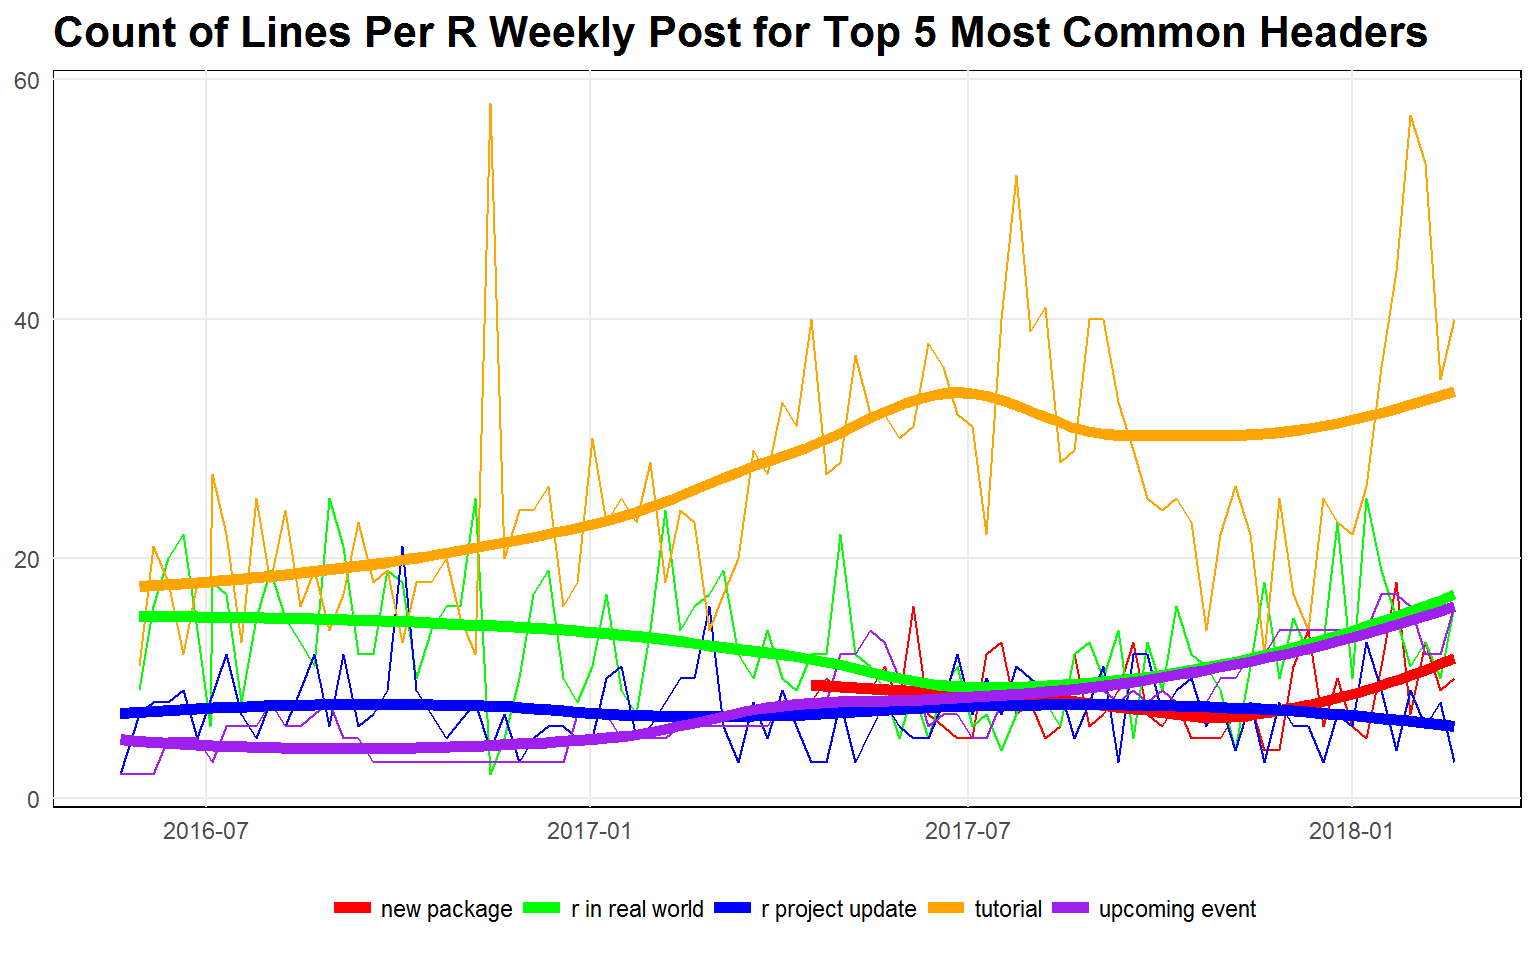 Count of Lines Per R Weekly Post for Top 5 Most Common Headers
60
40
20
0
2016-07 2017-01 2017-07 2018-01
new package r in real world r project update tutorial upcoming event